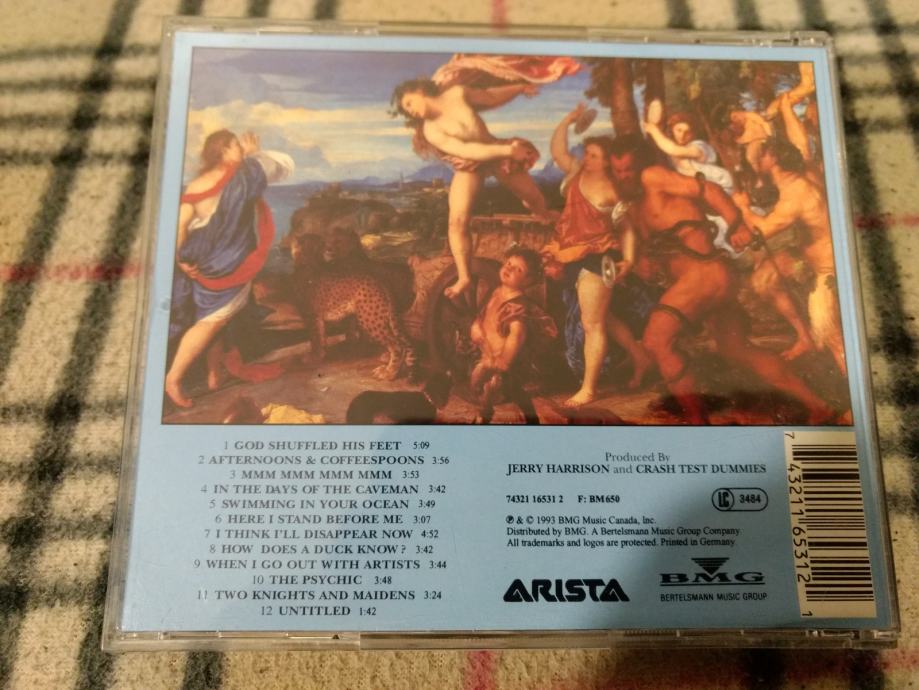 1 GOD SHUFFLED HIS FEET 5:09
2 AFTERNOONS & COFFEESPOONS 3:56
3 MMM MMM MMM MMM 3:53
4 IN THE DAYS OF THE CAVEMAN 3:42
5 SWIMMING IN YOUR OCEAN 3:49
6 HERE I STAND BEFORE ME 3:07
7 I THINK I'LL DISAPPEAR NOW 4:52
8 HOW DOES A DUCK KNOW? 3:42
9 WHEN I GO OUT WITH ARTISTS 3:44
10 THE PSYCHIC 3:48
11 TWO KNIGHTS AND MAIDENS 3:24
12 UNTITLED 1:42
Produced By
JERRY HARRISON and CRASH TEST DUMMIES
74321 16531 2 F: BM650
LC 3484
℗ & © 1993 BMG Music Canada, Inc.
Distributed by BMG. A Bertelsmann Music Group Company.
All trademarks and logos are protected. Printed in Germany.
ARISTA
BMG
BERTELSMANN MUSIC GROUP
7 43211 65312 1